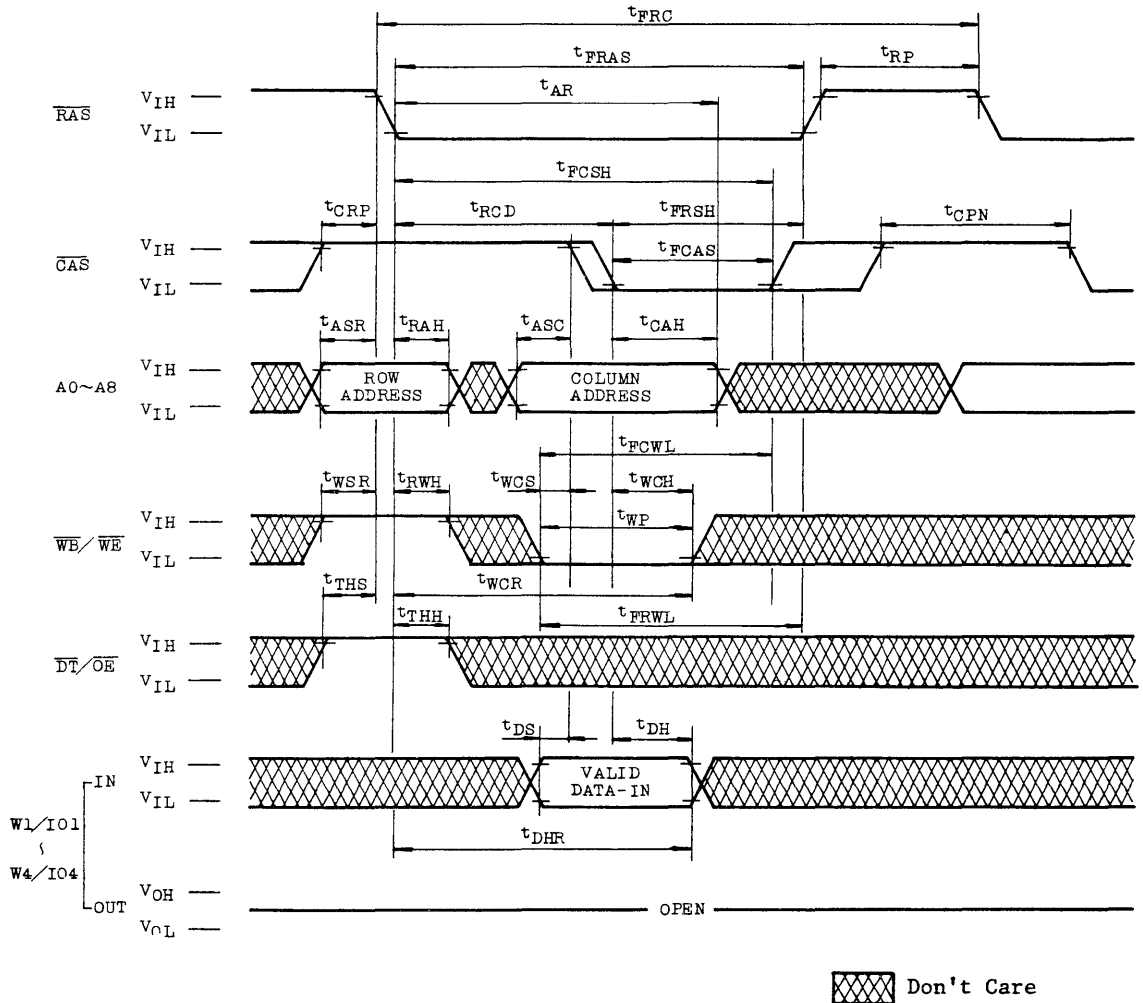 tFRC
tFRAS
tRP
tAR
RAS
VIH
VIL
tFCSH
tCRP
tRCD
tFRSH
tCPN
tFCAS
CAS
VIH
VIL
tASR
tRAH
tASC
tCAH
A0~A8
VIH
VIL
ROW
ADDRESS
COLUMN
ADDRESS
tFCWL
tWSR
tRWH
tWCS
tWCH
tWP
WB/WE
VIH
VIL
tTHS
tWCR
tTHH
tFRWL
DT/OE
VIH
VIL
tDS
tDH
VIH
VIL
IN
VALID
DATA-IN
W1/IO1
~
W4/IO4
tDHR
VOH
OUT
OPEN
VOL
Don't Care